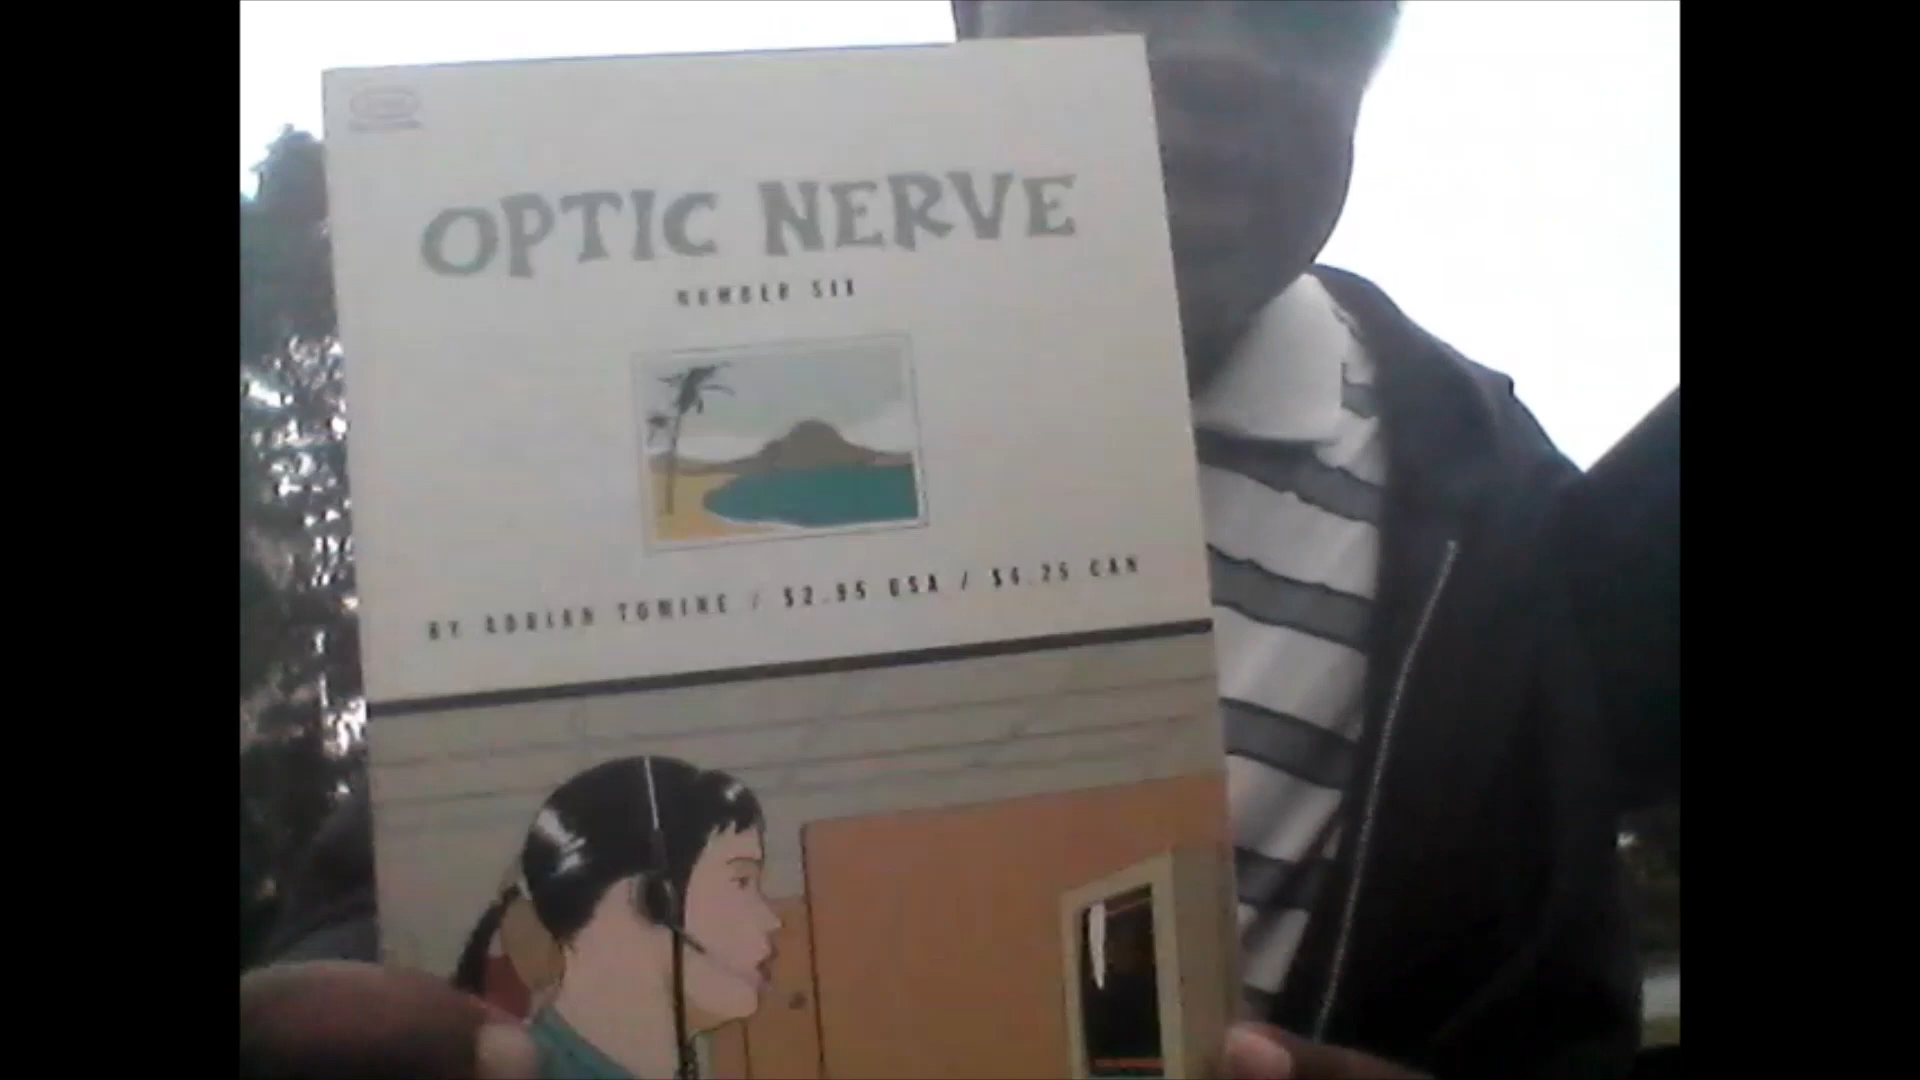 OPTIC NERVE
NUMBER SIX
BY ADRIAN TOMINE / $2.95 USA / $4.25 CAN